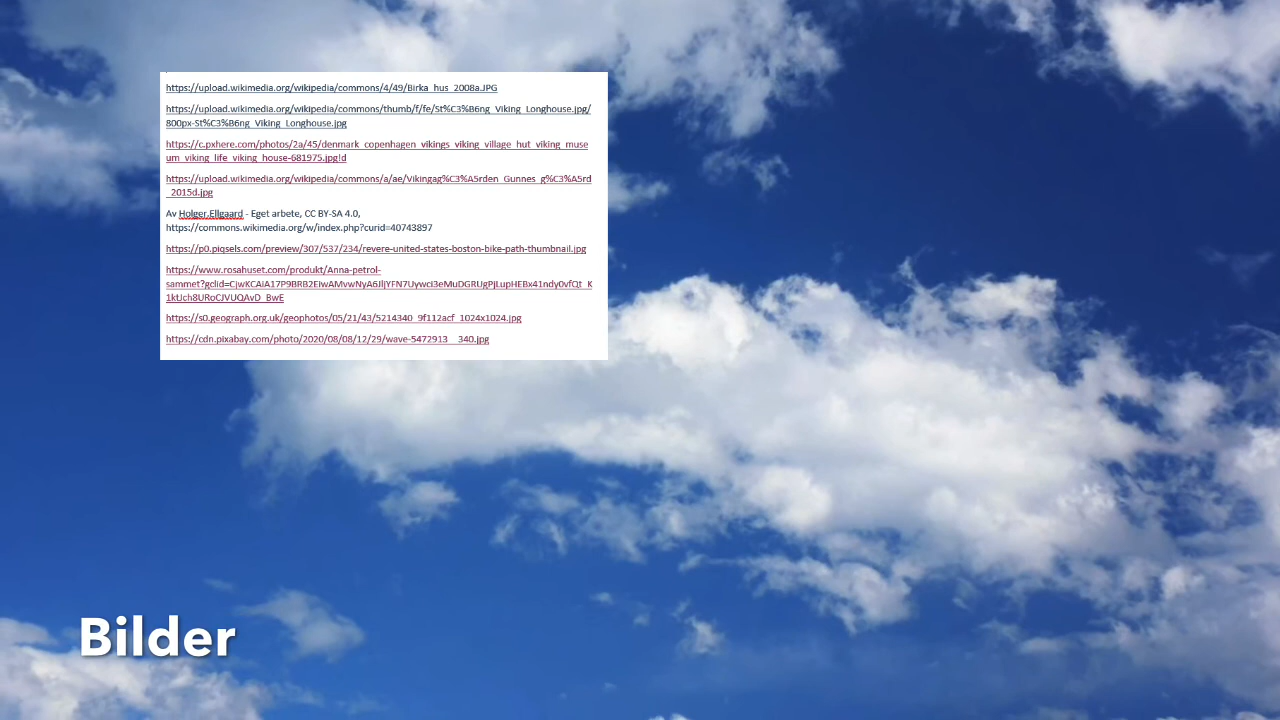 https://upload.wikimedia.org/wikipedia/commons/4/49/Birka_hus_2008a.JPG
https://upload.wikimedia.org/wikipedia/commons/thumb/f/fe/St%C3%B6ng_Viking_Longhouse.jpg/
800px-St%C3%B6ng_Viking_Longhouse.jpg
https://c.pxhere.com/photos/2a/45/denmark_copenhagen_vikings_viking_village_hut_viking_muse
um_viking_life_viking_house-681975.jpg!d
https://upload.wikimedia.org/wikipedia/commons/a/ae/Vikingag%C3%A5rden_Gunnes_g%C3%A5rd
_2015d.jpg
Av Holger.Ellgaard - Eget arbete, CC BY-SA 4.0,
https://commons.wikimedia.org/w/index.php?curid=40743897
https://p0.piqsels.com/preview/307/537/234/revere-united-states-boston-bike-path-thumbnail.jpg
https://www.rosahuset.com/produkt/Anna-petrol-
https://s0.geograph.org.uk/geophotos/05/21/43/5214340_9f112acf_1024x1024.jpg
https://cdn.pixabay.com/photo/2020/08/08/12/29/wave-5472913__340.jpg
Bilder